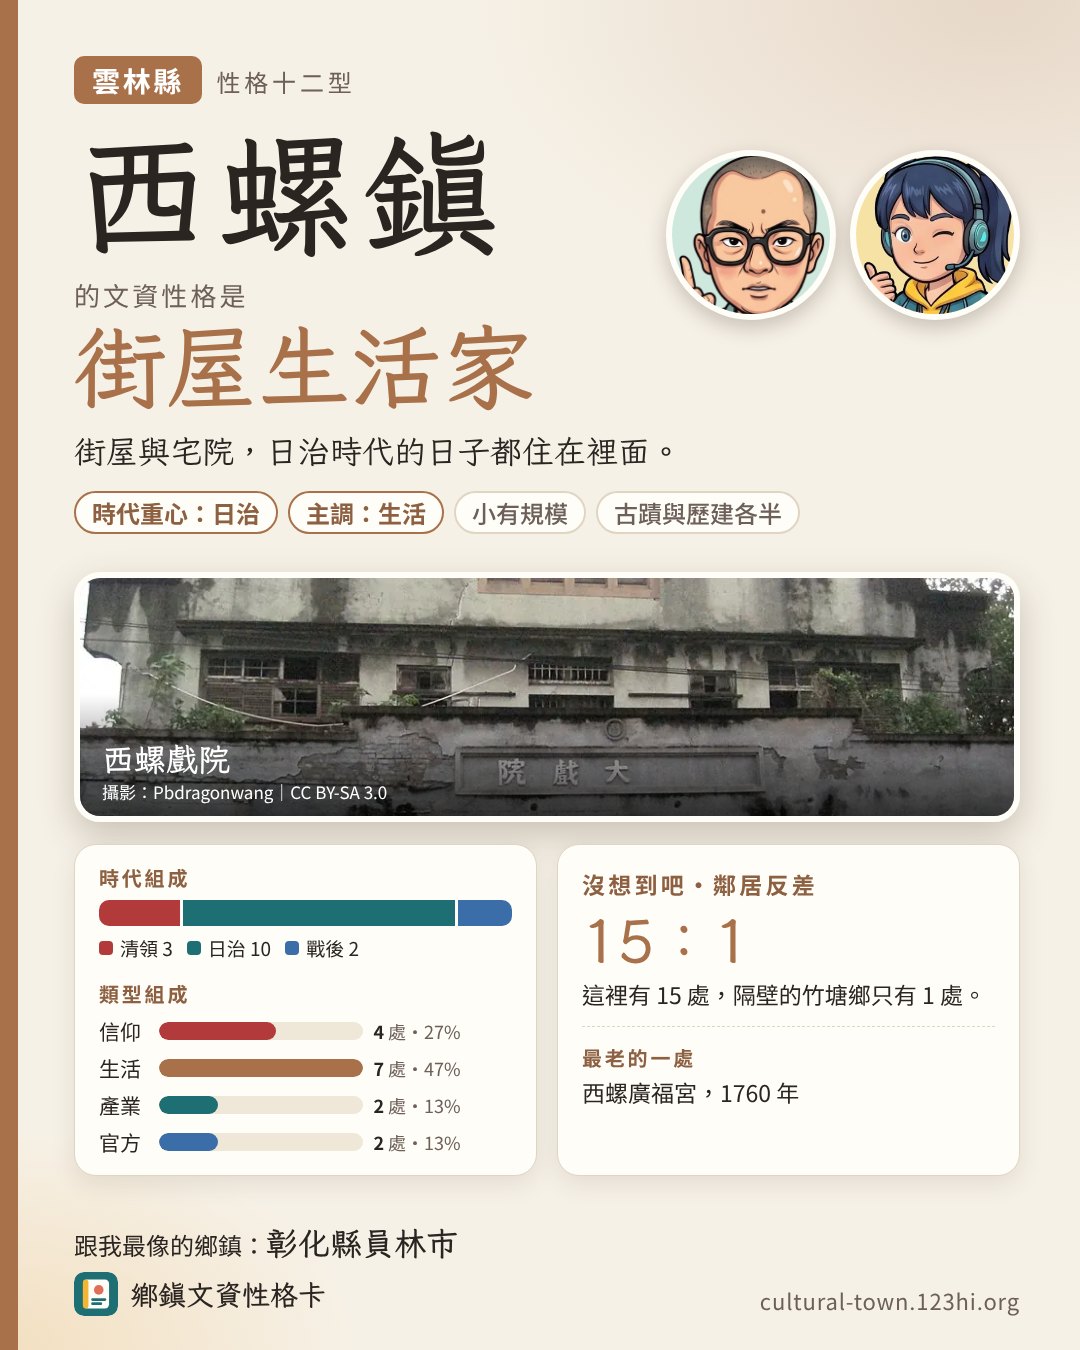 雲林縣 性格十二型
西螺鎮
的文資性格是
街屋生活家
街屋與宅院，日治時代的日子都住在裡面。
時代重心：日治 主調：生活 小有規模 古蹟與歷建各半
院 戲 大
西螺戲院
攝影：Pbdragonwang｜CC BY-SA 3.0
時代組成
清領 3 日治 10 戰後 2
類型組成
信仰 4 處・27%
生活 7 處・47%
產業 2 處・13%
官方 2 處・13%
沒想到吧・鄰居反差
15：1
這裡有 15 處，隔壁的竹塘鄉只有 1 處。
最老的一處
西螺廣福宮，1760 年
跟我最像的鄉鎮：彰化縣員林市
鄉鎮文資性格卡
cultural-town.123hi.org